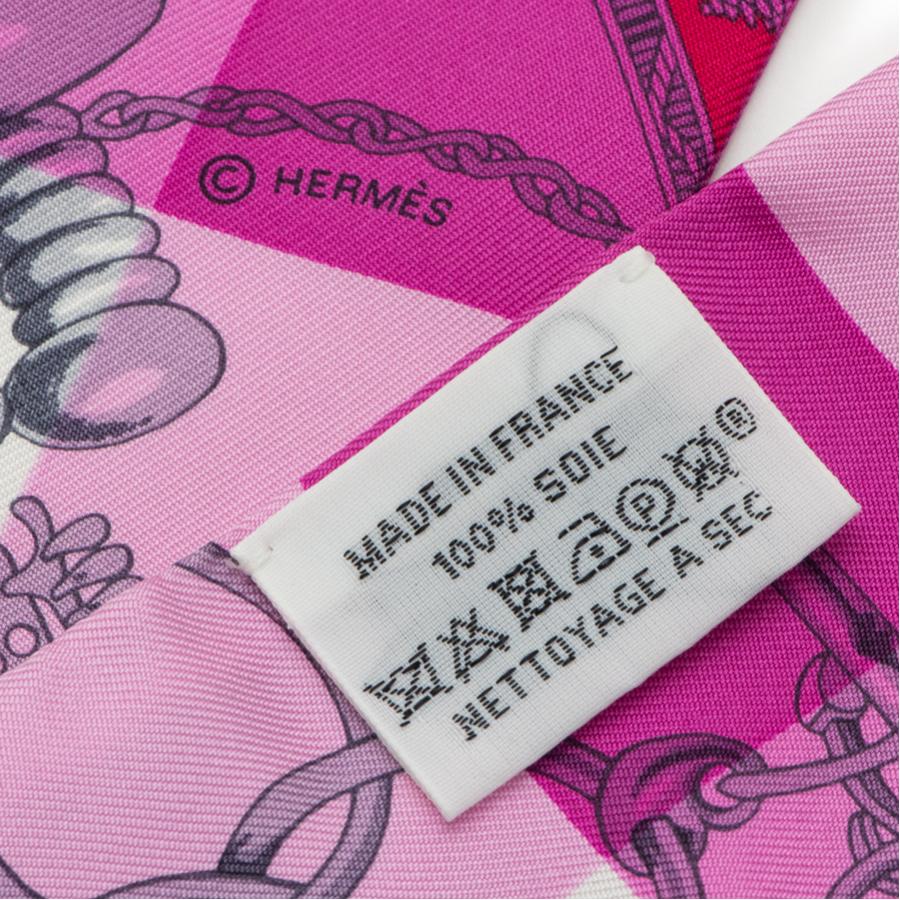 © HERMÈS
MADE IN FRANCE
100% SOIE
NETTOYAGE A SEC